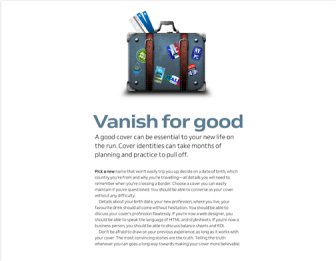 Vanish for good
A good cover can be essential to your new life on
the run. Cover identities can take months of
planning and practice to pull off.
Pick a new name that won't easily trip you up, decide on a date of birth, which
country you're from and why you're travelling—all details you will need to
remember when you're crossing a border. Choose a cover you can easily
maintain if you're questioned. You should be able to converse as your cover
without any difficulty.
Details about your birth date, your new profession, where you live, your
favourite drink should all come without hesitation. You should be able to
discuss your cover's profession flawlessly. If you're now a web designer, you
should be able to speak the language of HTML and stylesheets. If you're now a
business person, you should be able to discuss balance sheets and ROI.
Don't be afraid to draw on your previous experience, as long as it works with
your cover. The most convincing stories are the truth. Telling the truth
whenever you can goes a long way towards making your cover more believable.